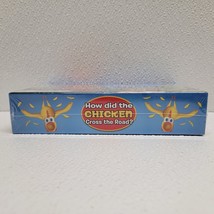 How did the
CHICKEN
Cross the Road?